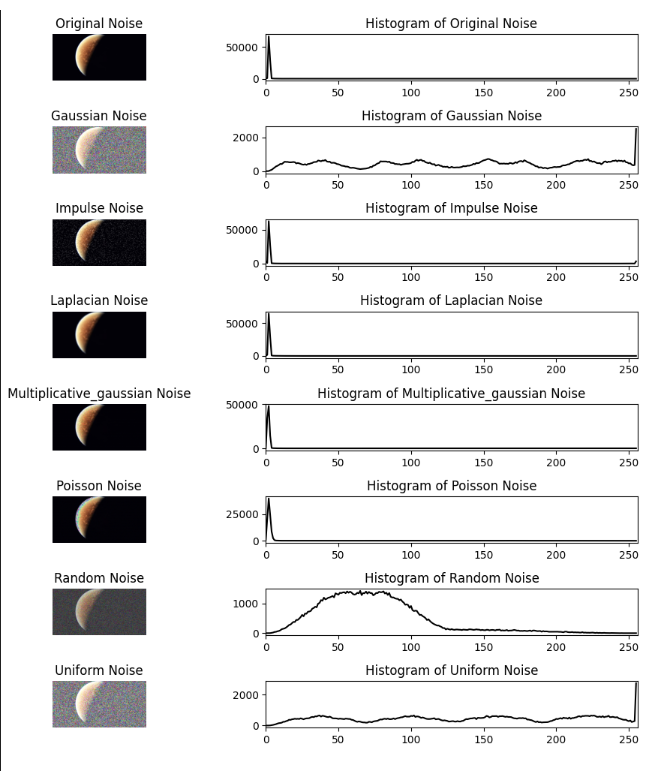 Original Noise
Histogram of Original Noise
50000
0
0 50 100 150 200 250
Gaussian Noise
Histogram of Gaussian Noise
2000
0
0 50 100 150 200 250
Impulse Noise
Histogram of Impulse Noise
50000
0
0 50 100 150 200 250
Laplacian Noise
Histogram of Laplacian Noise
50000
0
0 50 100 150 200 250
Multiplicative_gaussian Noise
Histogram of Multiplicative_gaussian Noise
50000
0
0 50 100 150 200 250
Poisson Noise
Histogram of Poisson Noise
25000
0
0 50 100 150 200 250
Random Noise
Histogram of Random Noise
1000
0
0 50 100 150 200 250
Uniform Noise
Histogram of Uniform Noise
2000
0
0 50 100 150 200 250